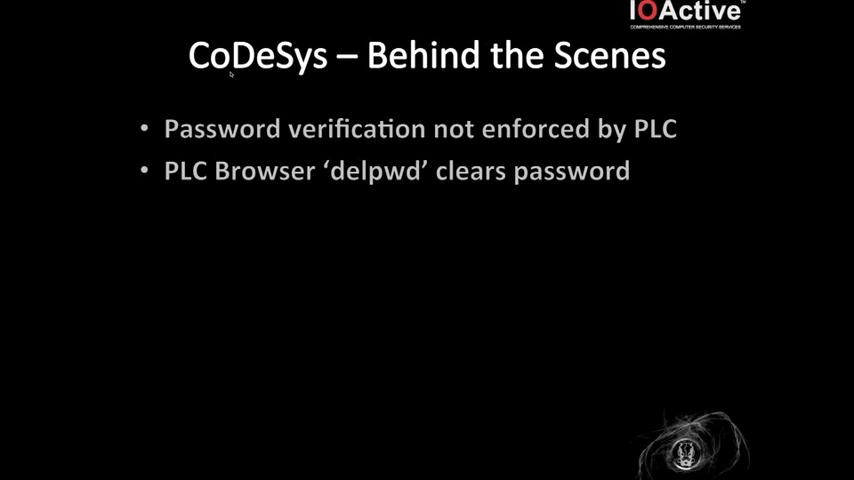 IOActive™
COMPREHENSIVE COMPUTER SECURITY SERVICES
CoDeSys – Behind the Scenes
• Password verification not enforced by PLC
• PLC Browser ‘delpwd’ clears password